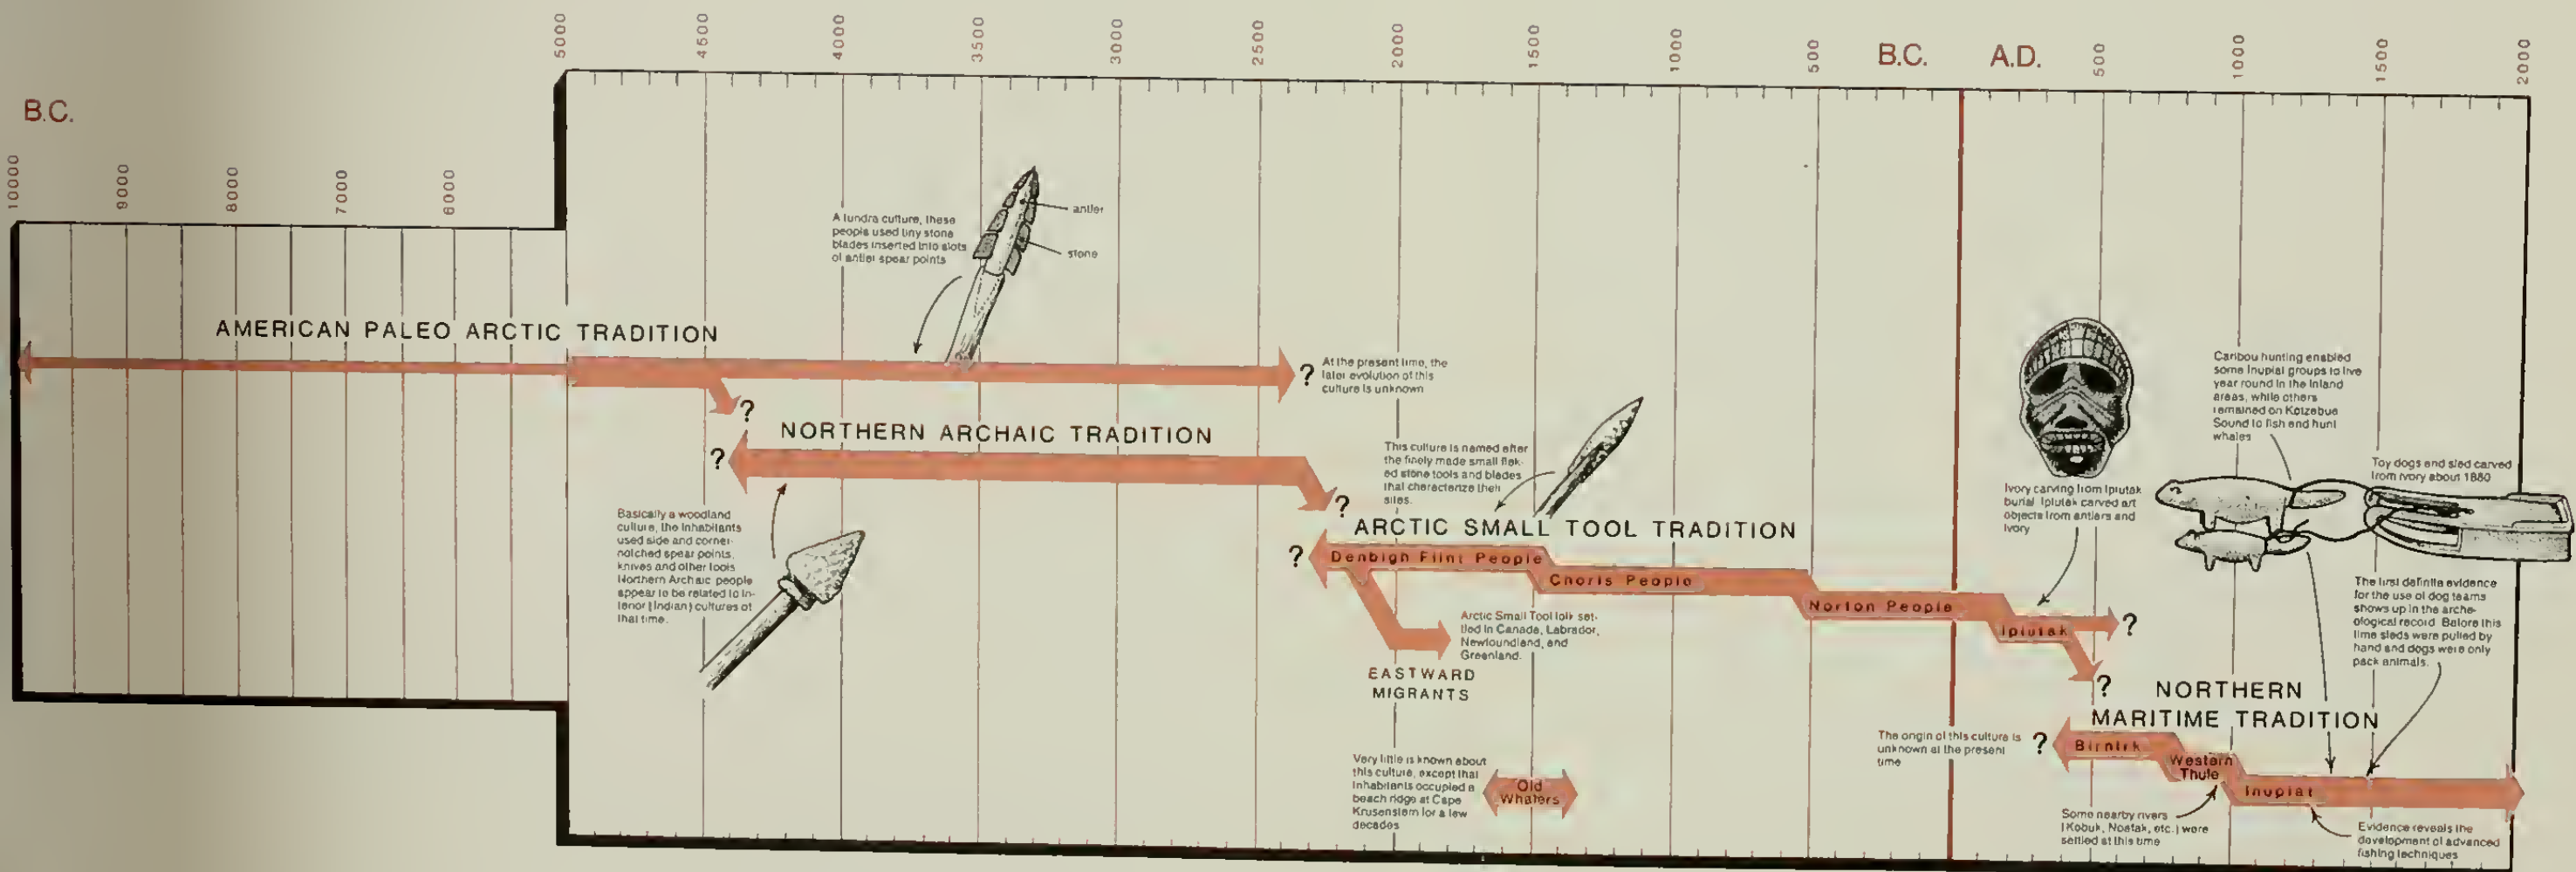 B.C.
10000
9000
8000
7000
6000
5000
4500
4000
3500
3000
2500
2000
1500
1000
500
B.C.
A.D.
500
1000
1500
2000
A tundra culture, these
people used tiny stone
blades inserted into slots
of antler spear points
antler
stone
AMERICAN PALEO ARCTIC TRADITION
?
?
At the present time, the
later evolution of this
culture is unknown
NORTHERN ARCHAIC TRADITION
?
?
Basically a woodland
culture, the inhabitants
used side and corner-
notched spear points,
knives and other tools
Northern Archaic people
appear to be related to in-
terior (Indian) cultures of
that time.
This culture is named after
the finely made small flak-
ed stone tools and blades
that characterize their
sites.
ARCTIC SMALL TOOL TRADITION
?
Denbigh Flint People
Choris People
Norton People
Ipiutak
?
?
Arctic Small Tool folk set-
tled in Canada, Labrador,
Newfoundland, and
Greenland.
EASTWARD
MIGRANTS
Very little is known about
this culture, except that
inhabitants occupied a
beach ridge at Cape
Krusenstern for a few
decades
Old
Whalers
Ivory carving from Ipiutak
burial. Ipiutak carved art
objects from antlers and
ivory
Caribou hunting enabled
some Inupiat groups to live
year round in the inland
areas, while others
remained on Kotzebue
Sound to fish and hunt
whales
Toy dogs and sled carved
from ivory about 1880
The first definite evidence
for the use of dog teams
shows up in the arche-
ological record. Before this
time sleds were pulled by
hand and dogs were only
pack animals.
NORTHERN
MARITIME TRADITION
The origin of this culture is
unknown at the present
time
?
Birnirk
Western
Thule
Inupiat
Some nearby rivers
(Kobuk, Noatak, etc.) were
settled at this time
Evidence reveals the
development of advanced
fishing techniques